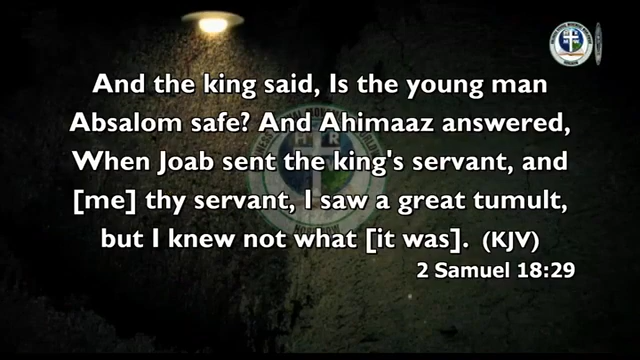 And the king said, Is the young man
Absalom safe? And Ahimaaz answered,
When Joab sent the king's servant, and
[me] thy servant, I saw a great tumult,
but I knew not what [it was]. (KJV)
2 Samuel 18:29